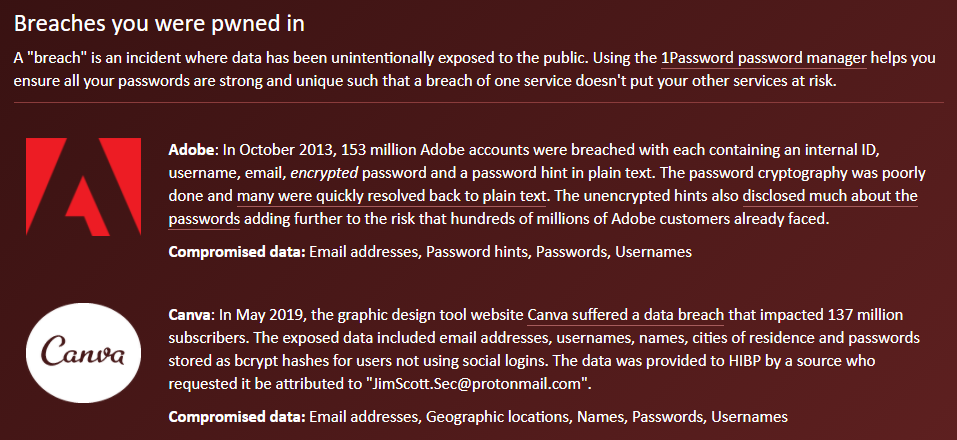 Breaches you were pwned in
A "breach" is an incident where data has been unintentionally exposed to the public. Using the 1Password password manager helps you
ensure all your passwords are strong and unique such that a breach of one service doesn't put your other services at risk.
Adobe: In October 2013, 153 million Adobe accounts were breached with each containing an internal ID,
username, email, encrypted password and a password hint in plain text. The password cryptography was poorly
done and many were quickly resolved back to plain text. The unencrypted hints also disclosed much about the
passwords adding further to the risk that hundreds of millions of Adobe customers already faced.
Compromised data: Email addresses, Password hints, Passwords, Usernames
Canva
Canva: In May 2019, the graphic design tool website Canva suffered a data breach that impacted 137 million
subscribers. The exposed data included email addresses, usernames, names, cities of residence and passwords
stored as bcrypt hashes for users not using social logins. The data was provided to HIBP by a source who
requested it be attributed to "JimScott.Sec@protonmail.com".
Compromised data: Email addresses, Geographic locations, Names, Passwords, Usernames